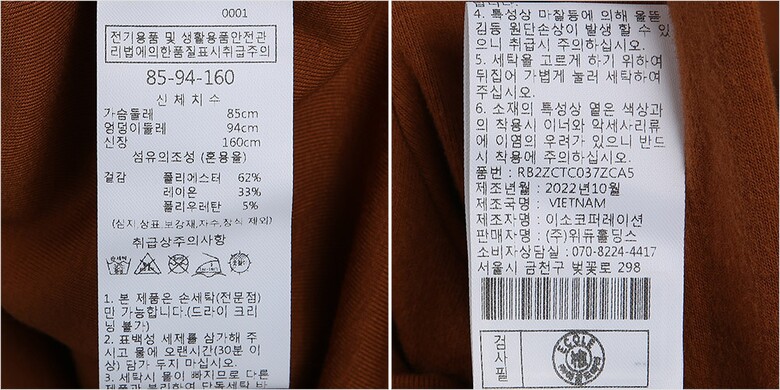 0001
전기용품 및 생활용품안전관
리법에의한품질표시취급주의
85-94-160
신 체 치 수
가슴둘레 85cm
엉덩이둘레 94cm
신장 160cm
섬유의조성 (혼용율)
겉감 폴리에스터 62%
레이온 33%
폴리우레탄 5%
(심지,상표,보강재,자수,장식 제외)
취급상주의사항
1. 본 제품은 손세탁(전문점)
만 가능합니다.(드라이 크리
닝 불가)
2. 표백성 세제를 삼가해 주
시고 물에 오랜시간(30분 이
상) 담가 두지 마십시오.
3. 세탁시 물이 빠지므로 다른
제품과 분리하여 단독세탁 바
4. 특성상 마찰등에 의해 올뜯
김등 원단손상이 발생 할 수 있
으니 취급시 주의하십시오.
5. 세탁을 고르게 하기 위하여
뒤집어 가볍게 눌러 세탁하여
주십시오.
6. 소재의 특성상 옅은 색상과
의 착용시 이너와 악세사리류
에 이염의 우려가 있으니 반드
시 착용에 주의하십시오.
품번 : RB2ZCTC037ZCA5
제조년월 : 2022년10월
제조국명 : VIETNAM
제조자명 : 이소코퍼레이션
판매자명 : (주)위듀홀딩스
소비자상담실 : 070-8224-4417
서울시 금천구 벚꽃로 298
검사필
ECOLE